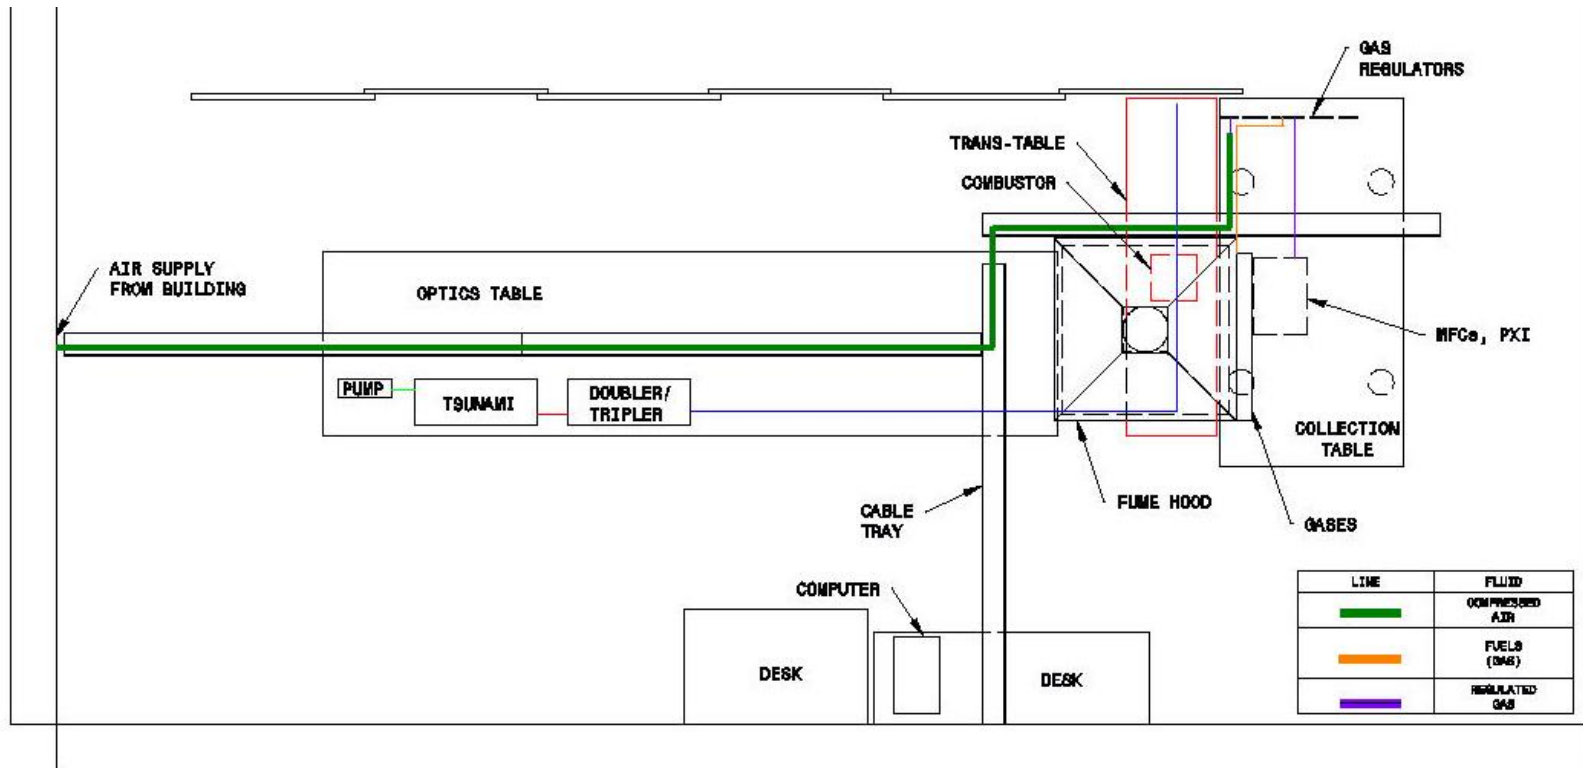 GAS
REGULATORS
TRANS-TABLE
COMBUSTOR
AIR SUPPLY
FROM BUILDING
OPTICS TABLE
MFCs, PXI
PUMP
TSUNAMI
DOUBLER/
TRIPLER
COLLECTION
TABLE
FUME HOOD
CABLE
TRAY
GASES
COMPUTER
DESK
DESK
LINE FLUID
COMPRESSED
AIR
FUELS
(GAS)
REGULATED
GAS